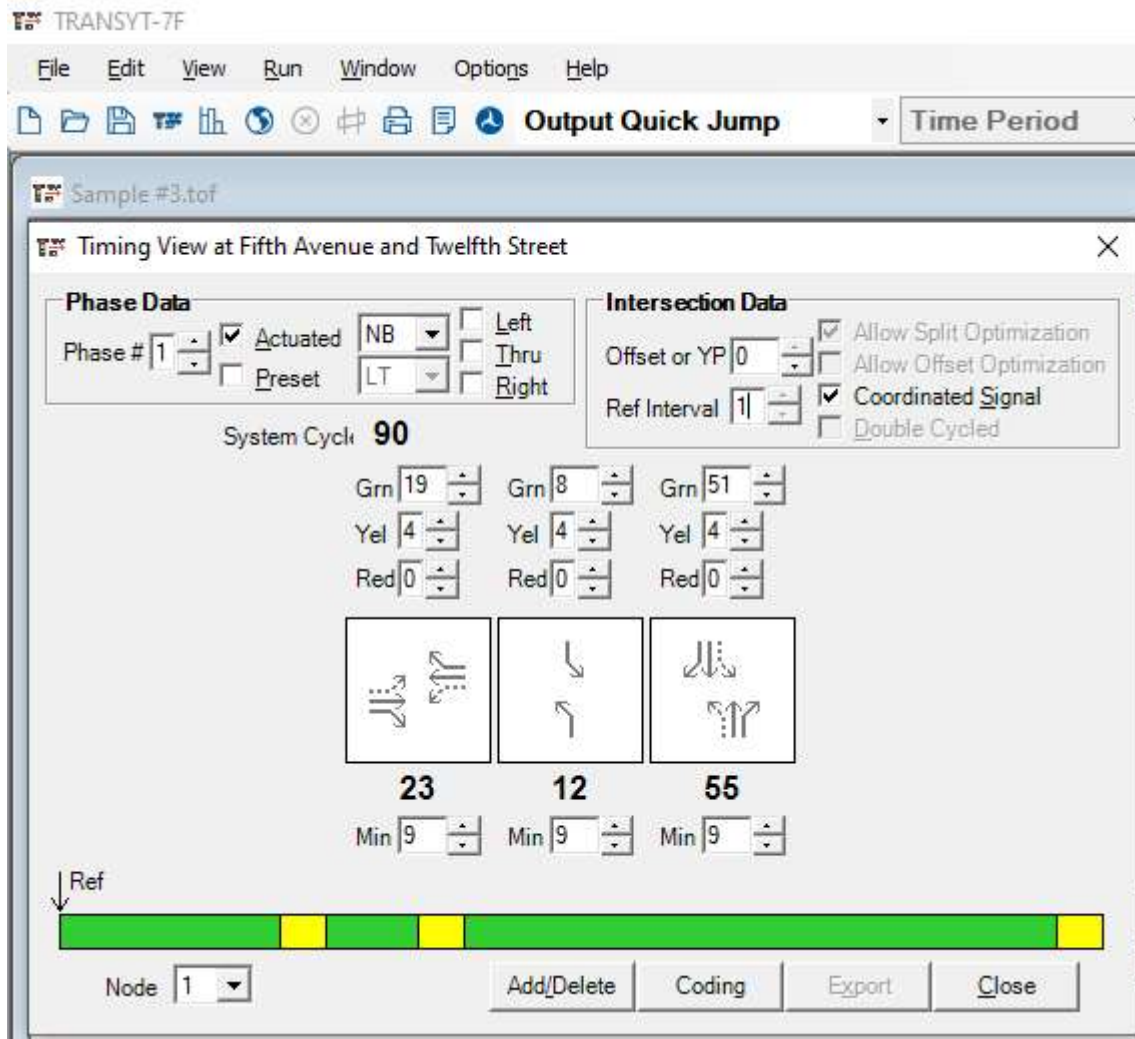 TRANSYT-7F
File Edit View Run Window Options Help
T7F Output Quick Jump Time Period
Sample #3.tof
Timing View at Fifth Avenue and Twelfth Street
Phase Data
Phase # 1 Actuated NB Left
Thru
Preset LT Right
Intersection Data
Offset or YP 0 Allow Split Optimization
Allow Offset Optimization
Ref Interval 1 Coordinated Signal
Double Cycled
System Cycl 90
Grn 19 Grn 8 Grn 51
Yel 4 Yel 4 Yel 4
Red 0 Red 0 Red 0
23 12 55
Min 9 Min 9 Min 9
Ref
Node 1 Add/Delete Coding Export Close